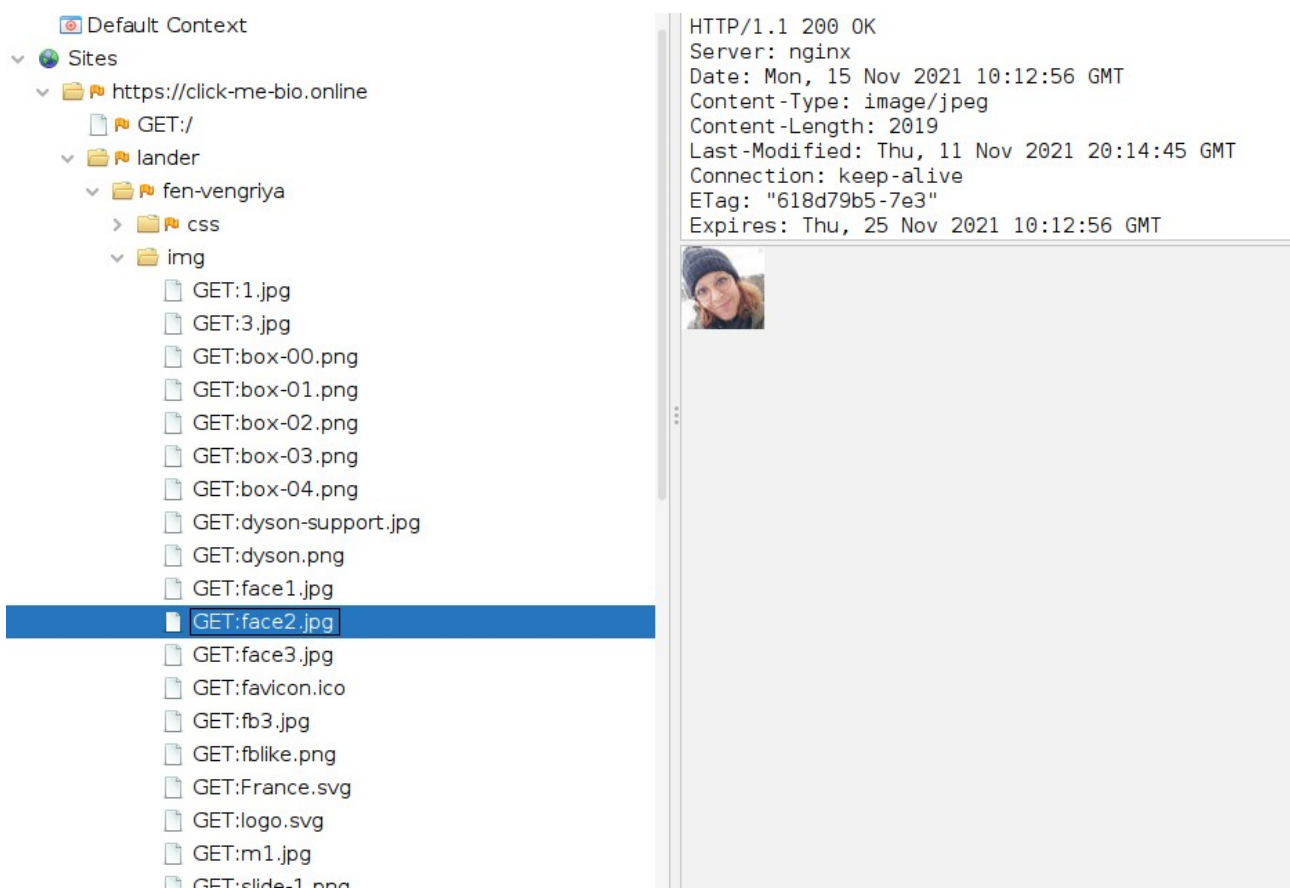 Default Context
Sites
https://click-me-bio.online
GET:/
lander
fen-vengriya
css
img
GET:1.jpg
GET:3.jpg
GET:box-00.png
GET:box-01.png
GET:box-02.png
GET:box-03.png
GET:box-04.png
GET:dyson-support.jpg
GET:dyson.png
GET:face1.jpg
GET:face2.jpg
GET:face3.jpg
GET:favicon.ico
GET:fb3.jpg
GET:fblike.png
GET:France.svg
GET:logo.svg
GET:m1.jpg
GET:slide-1.png
HTTP/1.1 200 OK
Server: nginx
Date: Mon, 15 Nov 2021 10:12:56 GMT
Content-Type: image/jpeg
Content-Length: 2019
Last-Modified: Thu, 11 Nov 2021 20:14:45 GMT
Connection: keep-alive
ETag: "618d79b5-7e3"
Expires: Thu, 25 Nov 2021 10:12:56 GMT